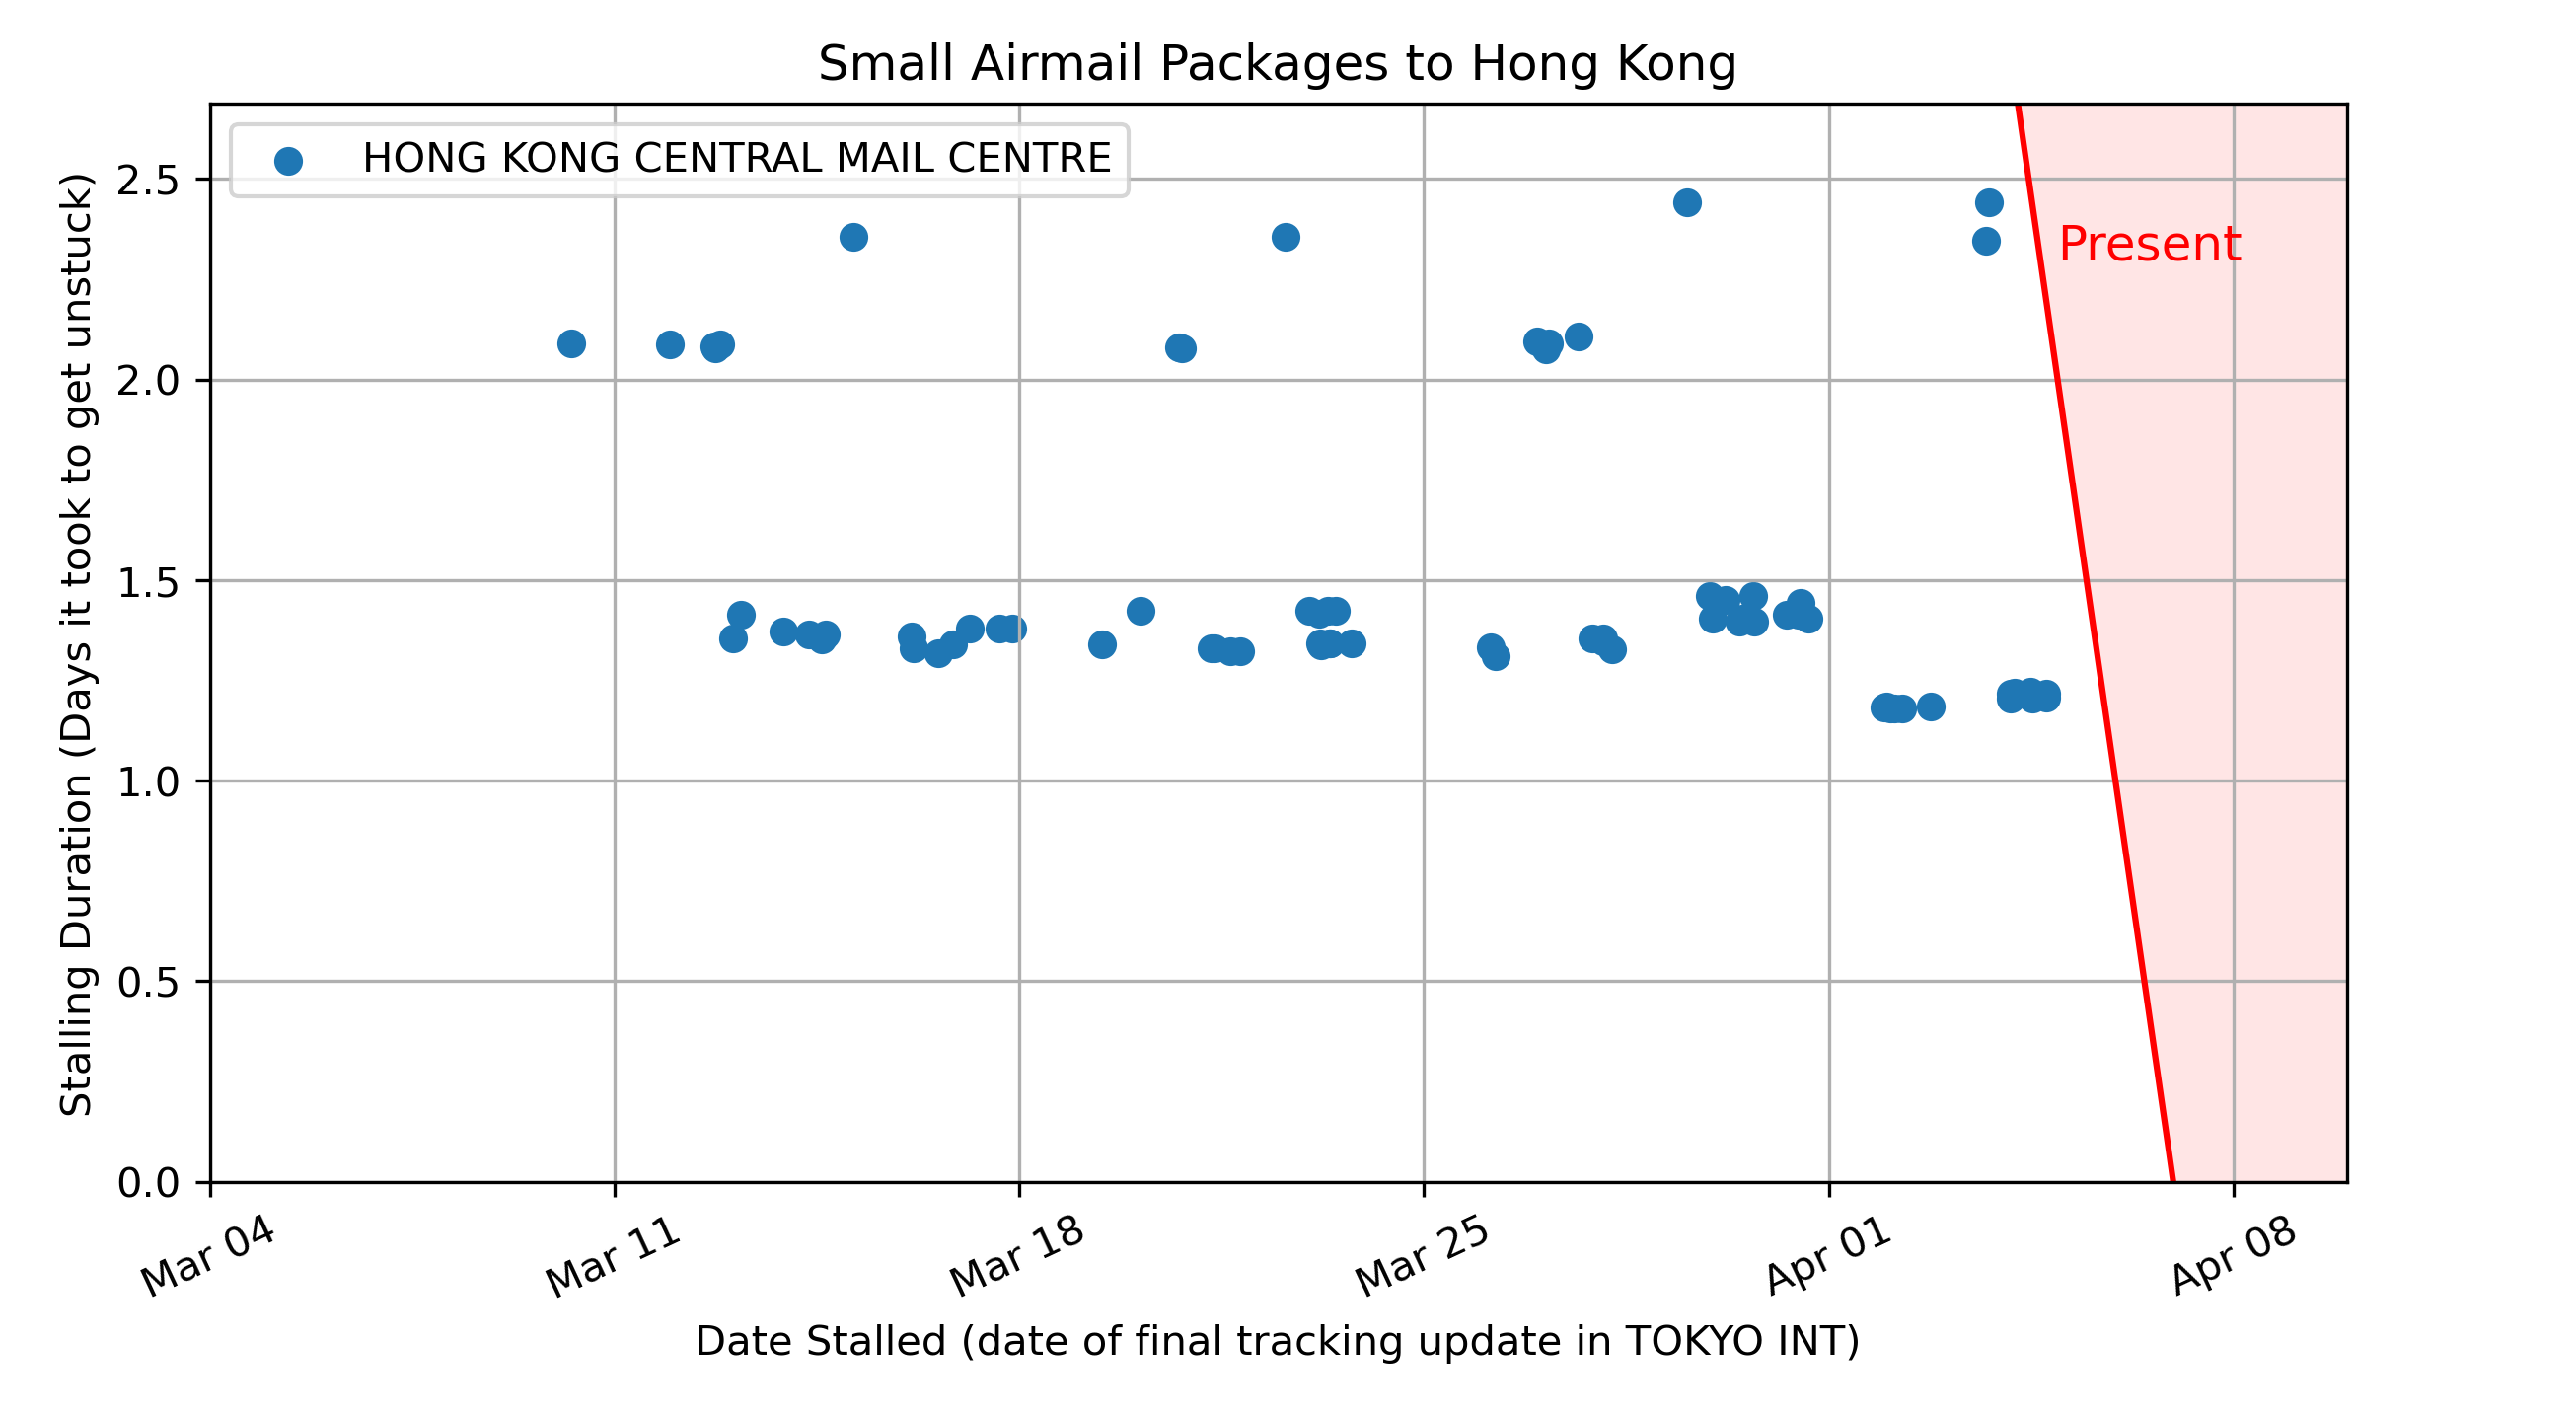 Small Airmail Packages to Hong Kong
HONG KONG CENTRAL MAIL CENTRE
Present
Stalling Duration (Days it took to get unstuck)
2.5
2.0
1.5
1.0
0.5
0.0
Mar 04
Mar 11
Mar 18
Mar 25
Apr 01
Apr 08
Date Stalled (date of final tracking update in TOKYO INT)